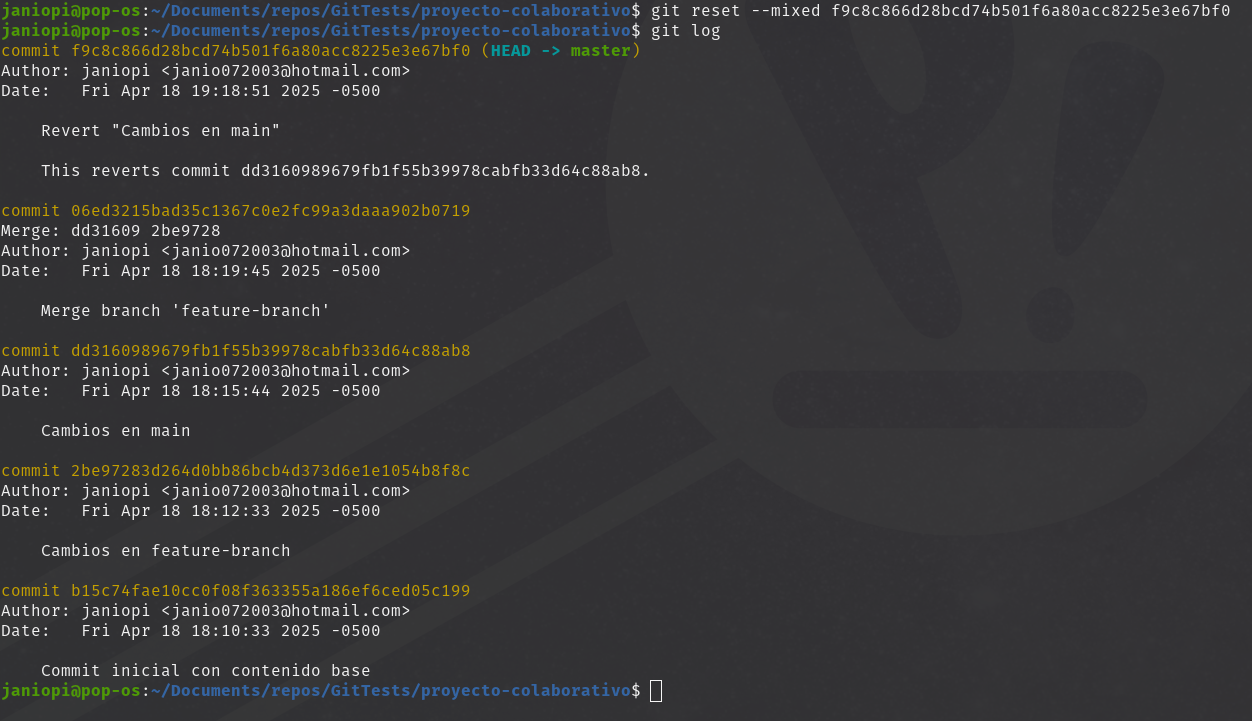 janiopi@pop-os:~/Documents/repos/GitTests/proyecto-colaborativo$ git reset --mixed f9c8c866d28bcd74b501f6a80acc8225e3e67bf0
janiopi@pop-os:~/Documents/repos/GitTests/proyecto-colaborativo$ git log
commit f9c8c866d28bcd74b501f6a80acc8225e3e67bf0 (HEAD -> master)
Author: janiopi <janio072003@hotmail.com>
Date:   Fri Apr 18 19:18:51 2025 -0500
    Revert "Cambios en main"
    This reverts commit dd3160989679fb1f55b39978cabfb33d64c88ab8.
commit 06ed3215bad35c1367c0e2fc99a3daaa902b0719
Merge: dd31609 2be9728
Author: janiopi <janio072003@hotmail.com>
Date:   Fri Apr 18 18:19:45 2025 -0500
    Merge branch 'feature-branch'
commit dd3160989679fb1f55b39978cabfb33d64c88ab8
Author: janiopi <janio072003@hotmail.com>
Date:   Fri Apr 18 18:15:44 2025 -0500
    Cambios en main
commit 2be97283d264d0bb86bcb4d373d6e1e1054b8f8c
Author: janiopi <janio072003@hotmail.com>
Date:   Fri Apr 18 18:12:33 2025 -0500
    Cambios en feature-branch
commit b15c74fae10cc0f08f363355a186ef6ced05c199
Author: janiopi <janio072003@hotmail.com>
Date:   Fri Apr 18 18:10:33 2025 -0500
    Commit inicial con contenido base
janiopi@pop-os:~/Documents/repos/GitTests/proyecto-colaborativo$